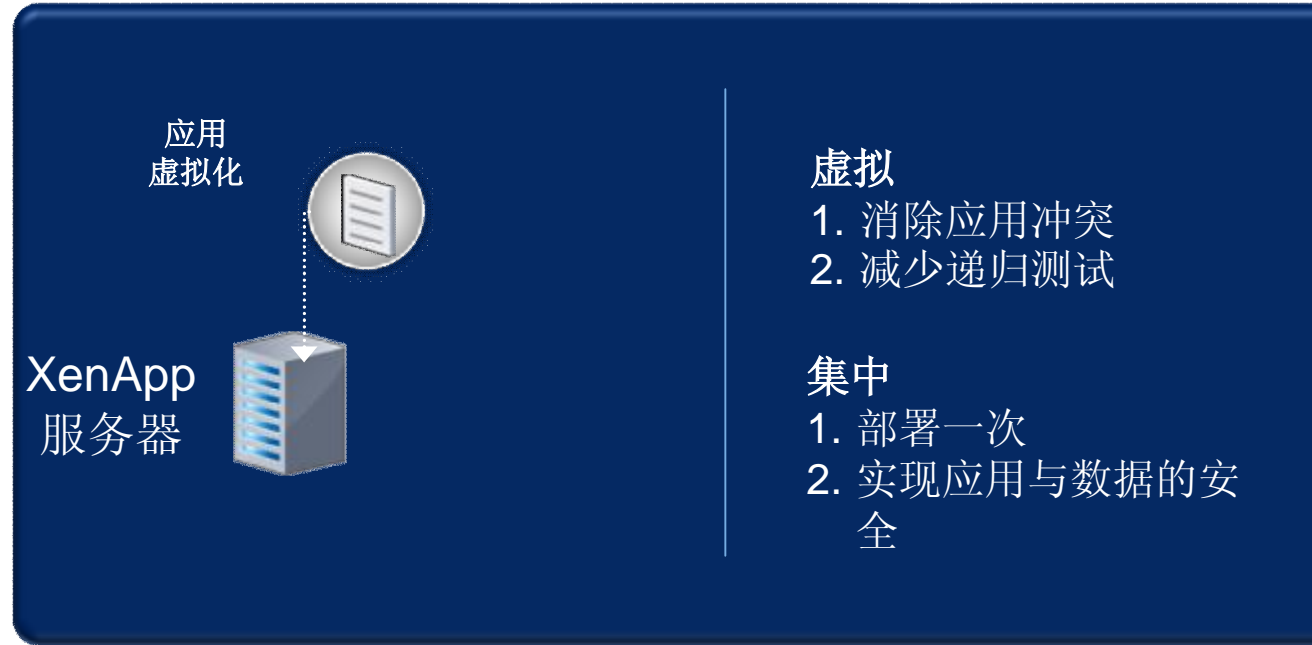 应用
虚拟化
XenApp
服务器
虚拟
1. 消除应用冲突
2. 减少递归测试
集中
1. 部署一次
2. 实现应用与数据的安
全